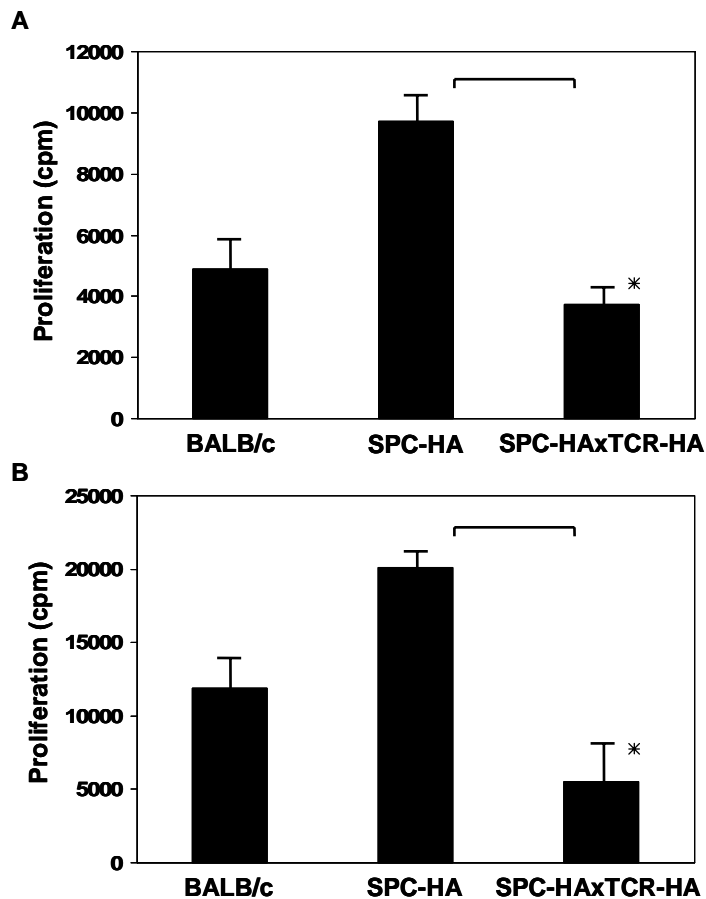 A
12000
10000
8000
6000
4000
2000
0
Proliferation (cpm)
*
BALB/c SPC-HA SPC-HAxTCR-HA
B
25000
20000
15000
10000
5000
0
Proliferation (cpm)
*
BALB/c SPC-HA SPC-HAxTCR-HA